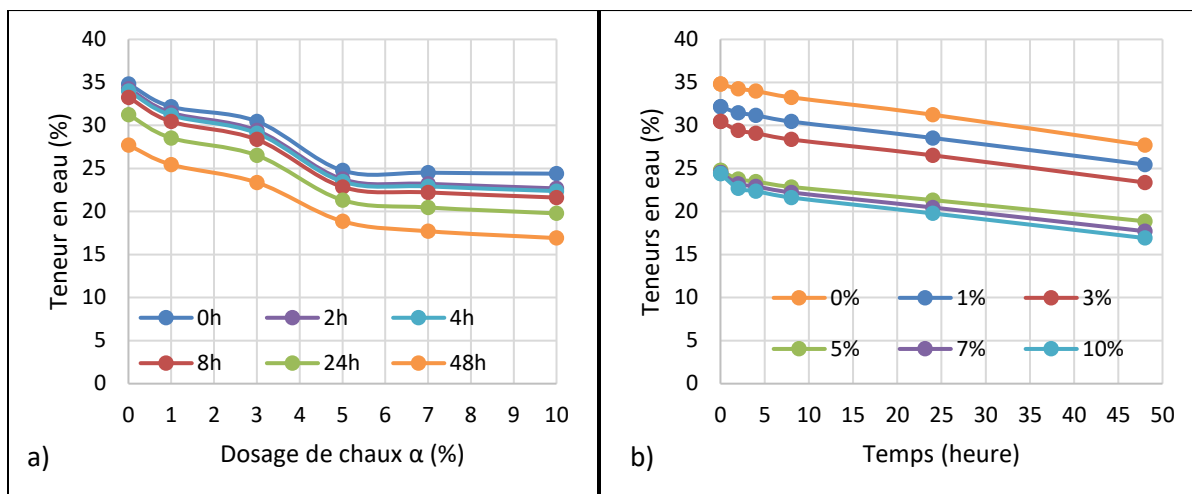 40
35
30
25
20
15
10
5
0
Teneur en eau (%)
0h 2h 4h
8h 24h 48h
0 1 2 3 4 5 6 7 8 9 10
Dosage de chaux α (%)
a)
40
35
30
25
20
15
10
5
0
Teneurs en eau (%)
0% 1% 3%
5% 7% 10%
0 5 10 15 20 25 30 35 40 45 50
Temps (heure)
b)